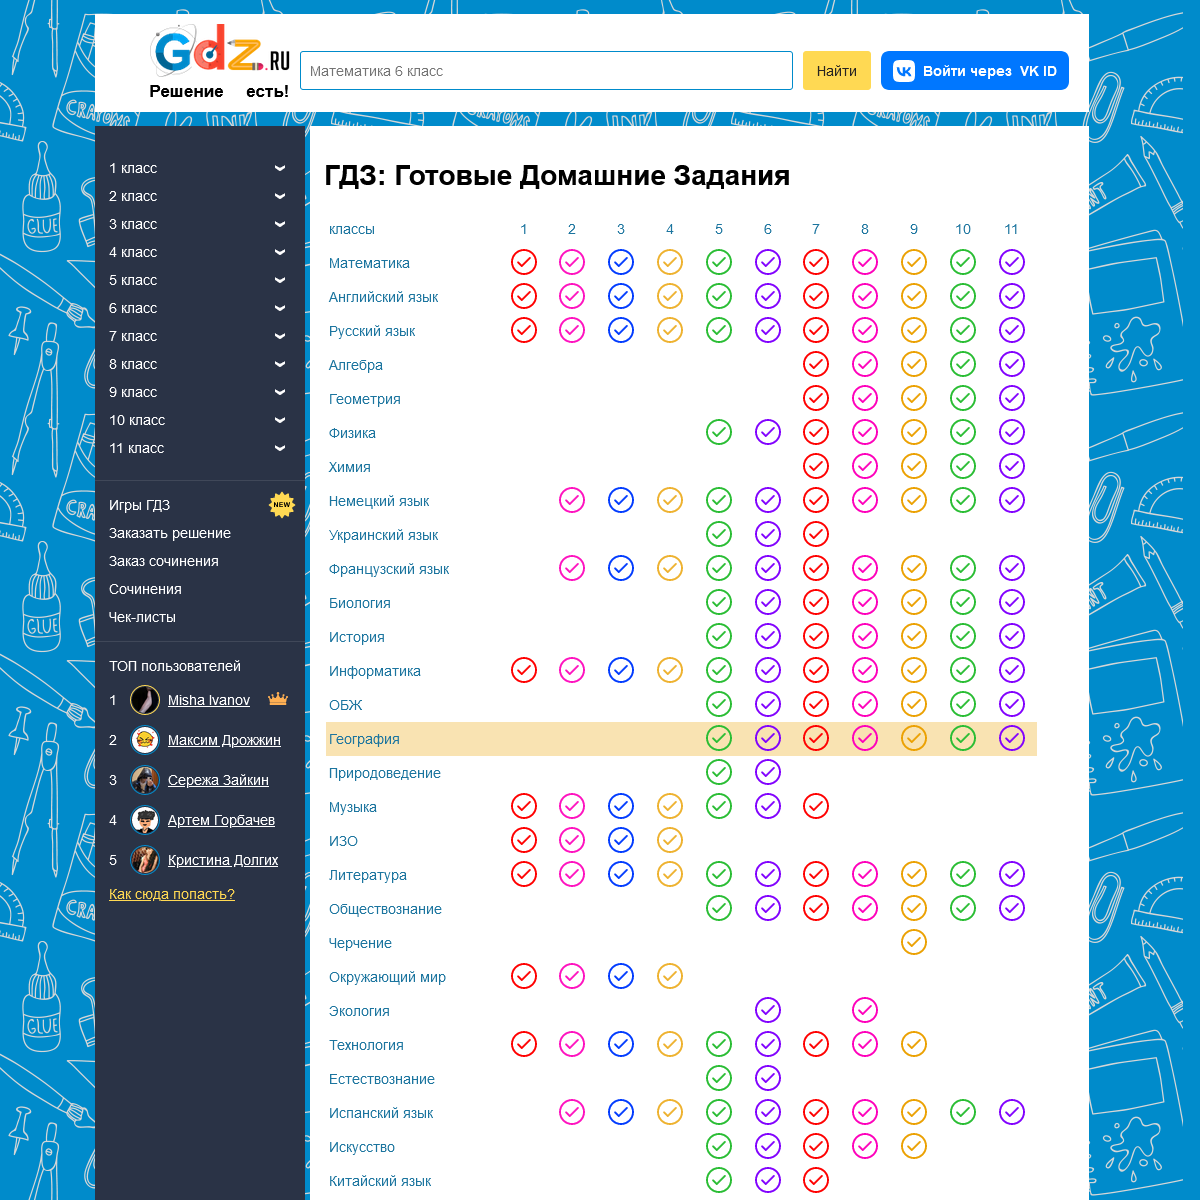 Gdz.RU
Решение есть!
Математика 6 класс
Найти
Войти через VK ID
1 класс
2 класс
3 класс
4 класс
5 класс
6 класс
7 класс
8 класс
9 класс
10 класс
11 класс
Игры ГДЗ NEW
Заказать решение
Заказ сочинения
Сочинения
Чек-листы
ТОП пользователей
1 Misha Ivanov
2 Максим Дрожжин
3 Сережа Зайкин
4 Артем Горбачев
5 Кристина Долгих
Как сюда попасть?
ГДЗ: Готовые Домашние Задания
классы 1 2 3 4 5 6 7 8 9 10 11
Математика
Английский язык
Русский язык
Алгебра
Геометрия
Физика
Химия
Немецкий язык
Украинский язык
Французский язык
Биология
История
Информатика
ОБЖ
География
Природоведение
Музыка
ИЗО
Литература
Обществознание
Черчение
Окружающий мир
Экология
Технология
Естествознание
Испанский язык
Искусство
Китайский язык
GLUE
GLUE
GLUE
CRAYONS